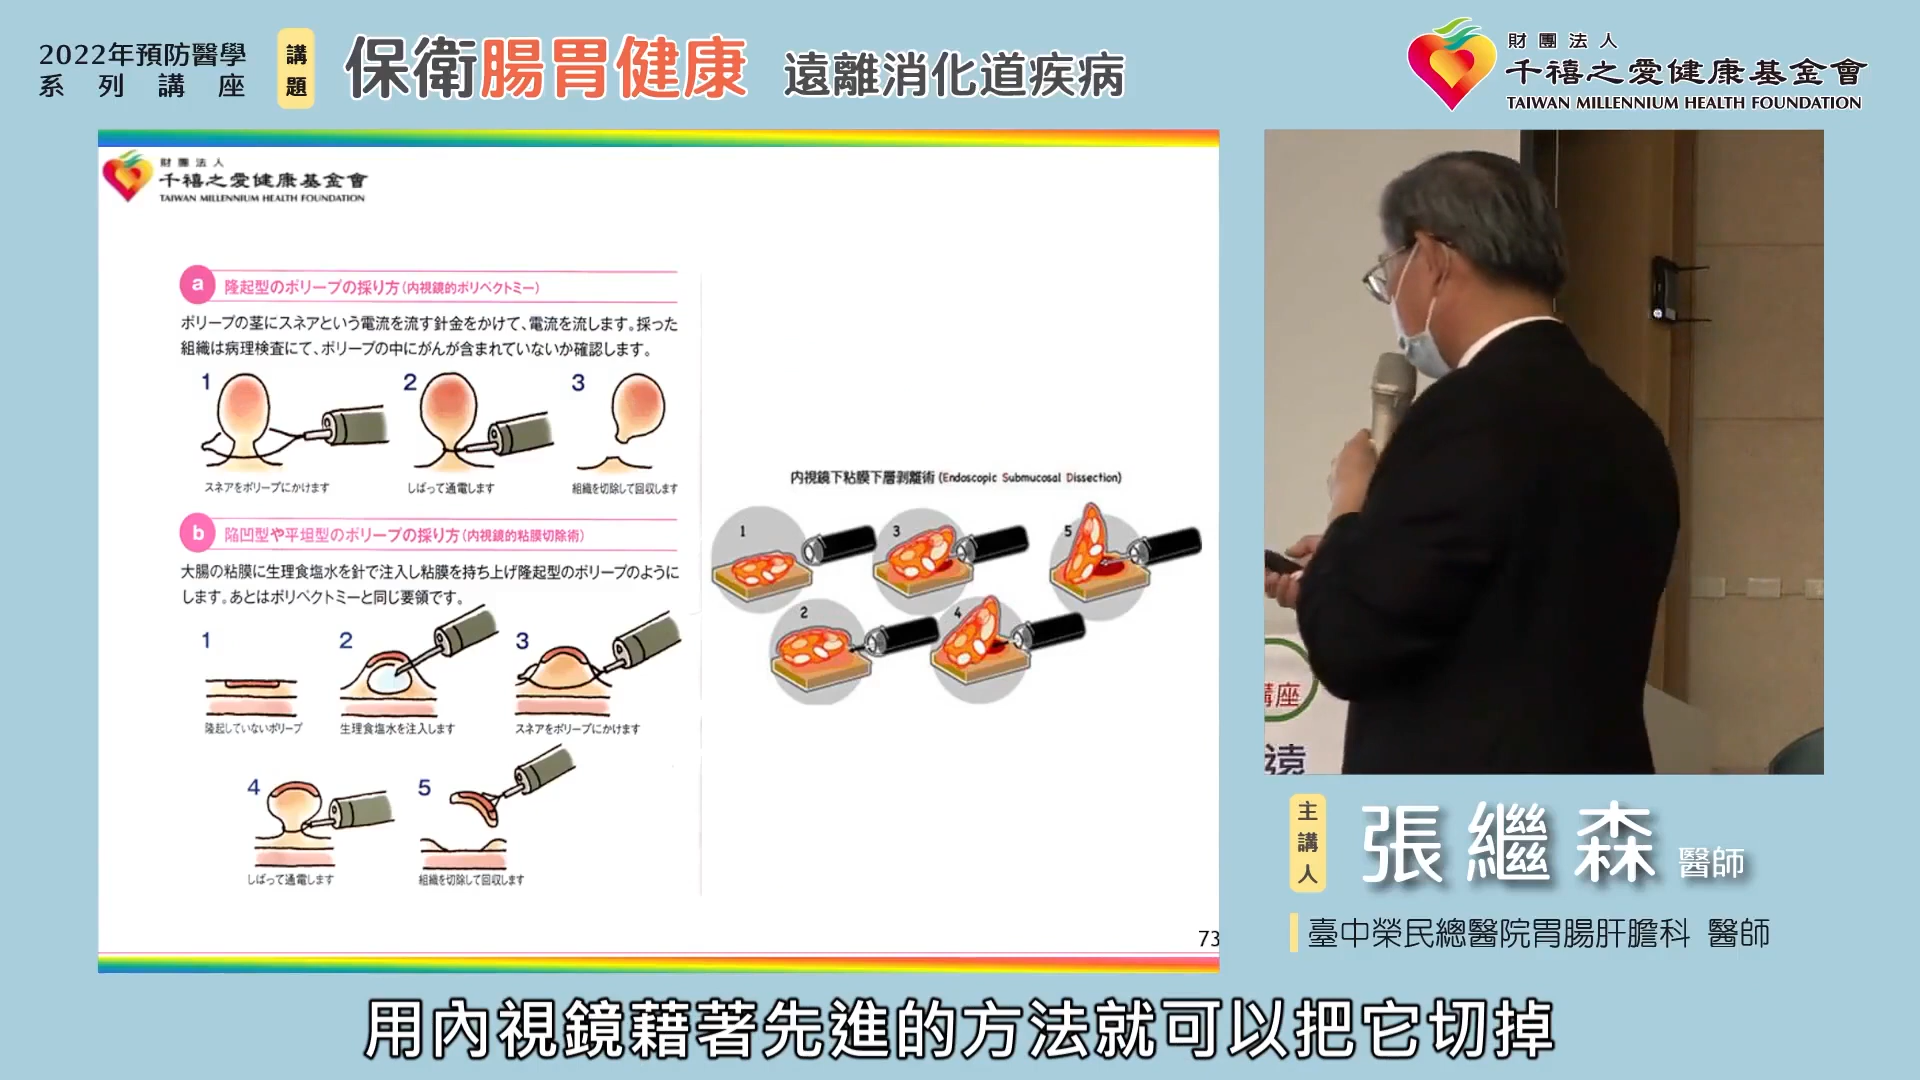 2022年預防醫學
系列講座
講題
保衛腸胃健康 遠離消化道疾病
財團法人
千禧之愛健康基金會
TAIWAN MILLENNIUM HEALTH FOUNDATION
財團法人
千禧之愛健康基金會
TAIWAN MILLENNIUM HEALTH FOUNDATION
a 隆起型のポリープの採り方(内視鏡的ポリペクトミー)
ポリープの茎にスネアという電流を流す針金をかけて、電流を流します。採った
組織は病理検査にて、ポリープの中にがんが含まれていないか確認します。
1 2 3
スネアをポリープにかけます しばって通電します 組織を切除して回収します
b 陥凹型や平坦型のポリープの採り方(内視鏡的粘膜切除術)
大腸の粘膜に生理食塩水を針で注入し粘膜を持ち上げ隆起型のポリープのように
します。あとはポリペクトミーと同じ要領です。
1 2 3
隆起していないポリープ 生理食塩水を注入します スネアをポリープにかけます
4 5
しばって通電します 組織を切除して回収します
内視鏡下粘膜下層剥離術 (Endoscopic Submucosal Dissection)
1 3 5
2 4
73
講座
遠
主講人
張繼森 醫師
臺中榮民總醫院胃腸肝膽科 醫師
用內視鏡藉著先進的方法就可以把它切掉